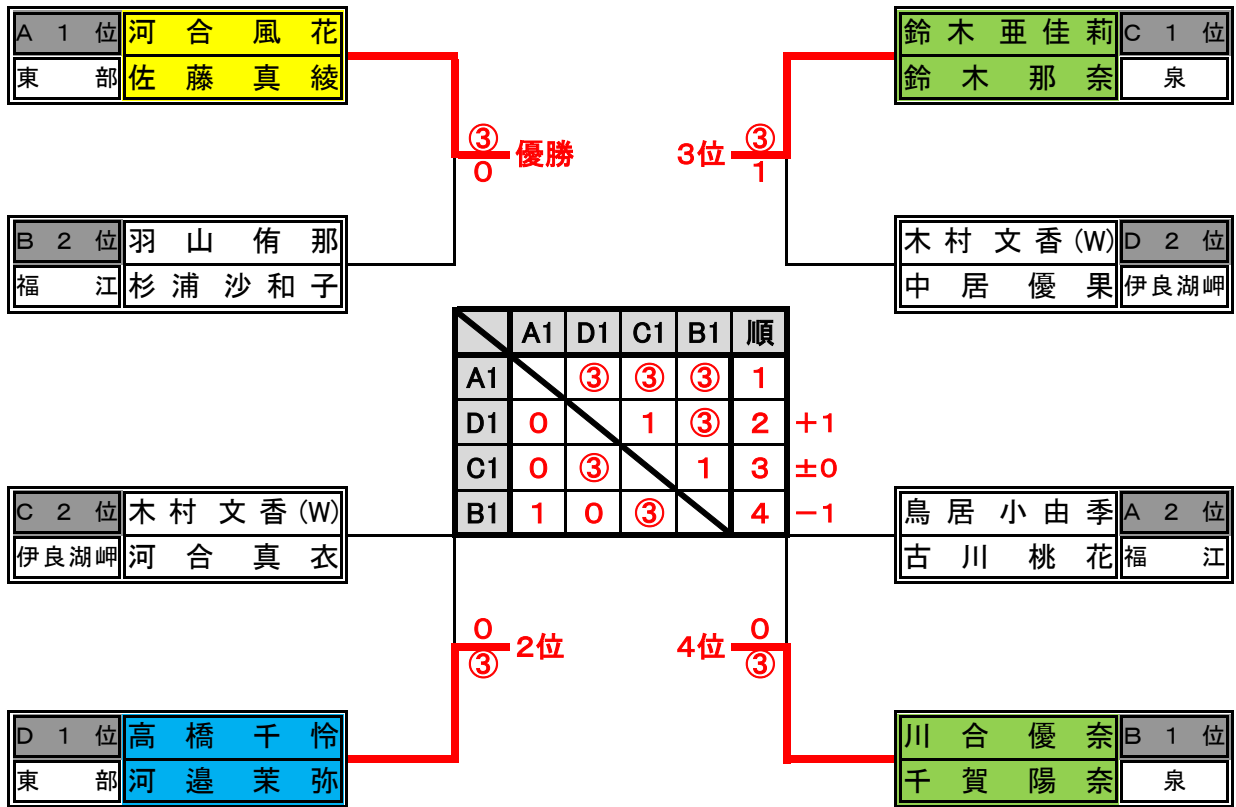 A 1 位 河合風花 鈴木亜佳莉 C 1 位
東部 佐藤真綾 鈴木那奈 泉
③ 優勝 3位 ③
0 1
B 2 位 羽山侑那 木村文香(W) D 2 位
福江 杉浦沙和子 中居優果 伊良湖岬
A1 D1 C1 B1 順
A1 ③ ③ ③ 1
D1 0 1 ③ 2 +1
C1 0 ③ 1 3 ±0
B1 1 0 ③ 4 -1
C 2 位 木村文香(W) 鳥居小由季 A 2 位
伊良湖岬 河合真衣 古川桃花 福江
0 2位 4位 0
③ ③
D 1 位 高橋千怜 川合優奈 B 1 位
東部 河邉茉弥 千賀陽奈 泉